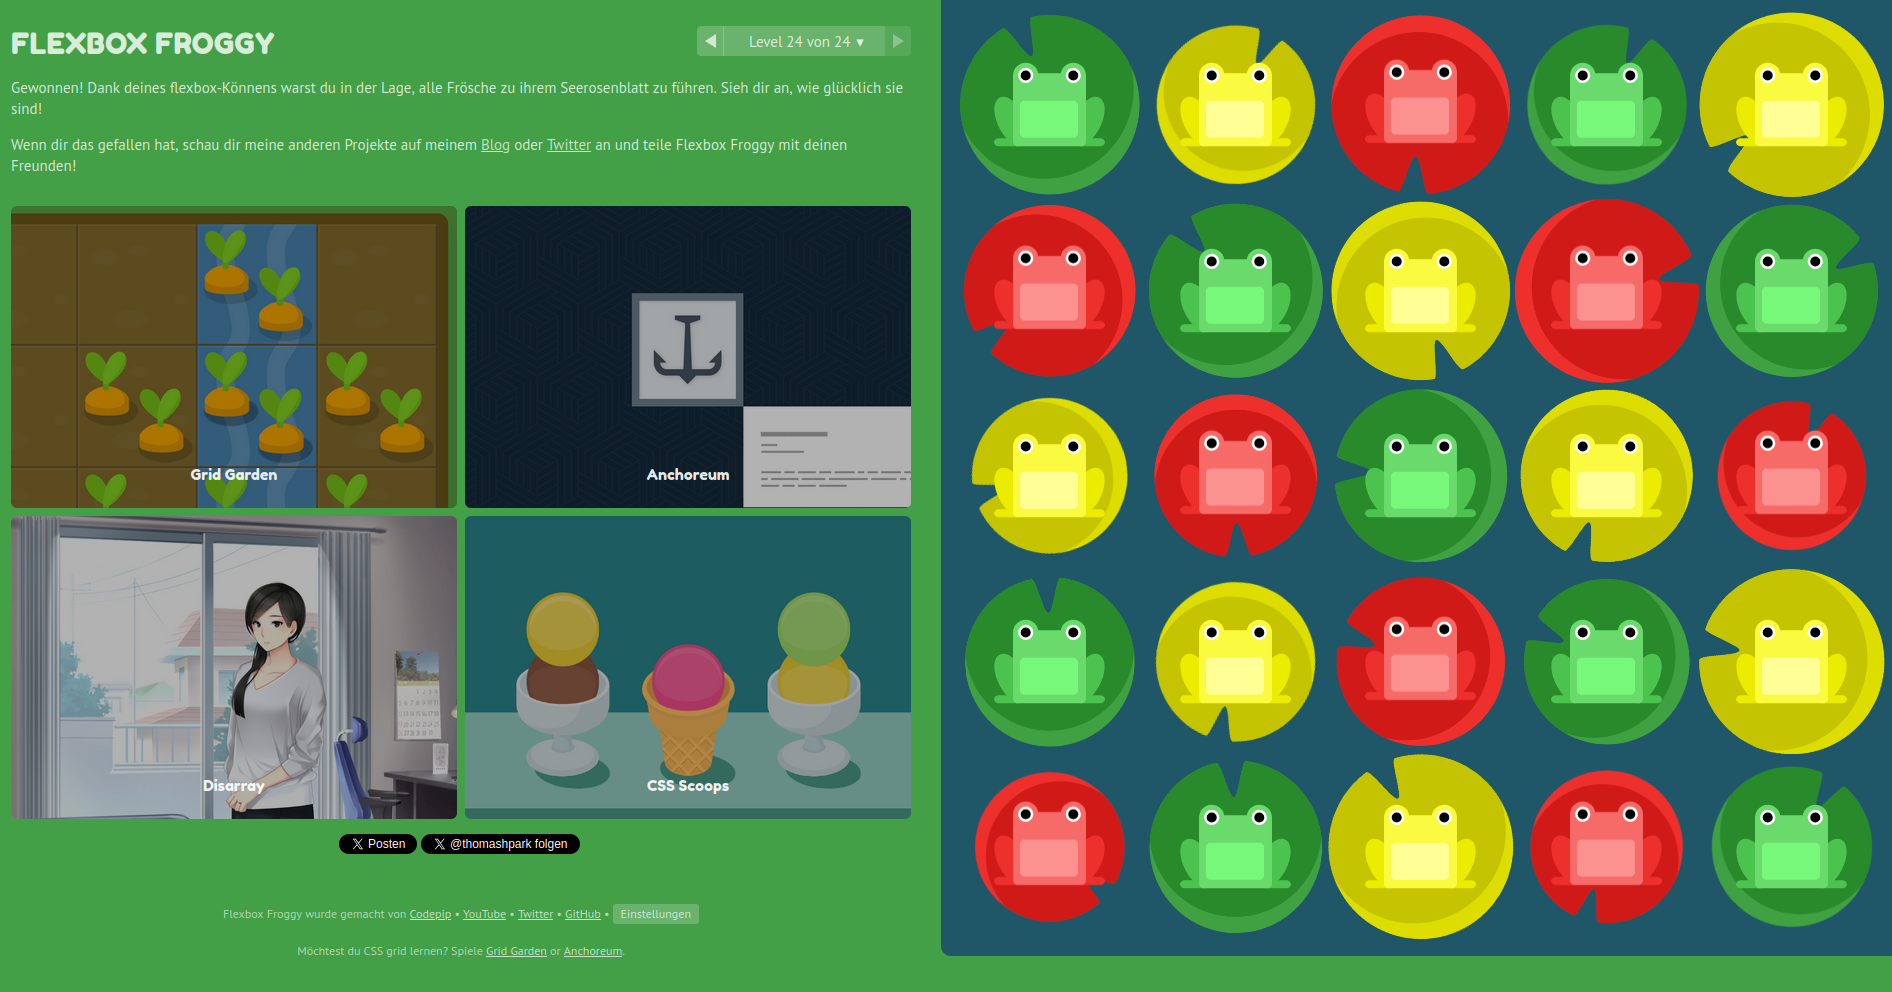 FLEXBOX FROGGY
Level 24 von 24 ▼
Gewonnen! Dank deines flexbox-Könnens warst du in der Lage, alle Frösche zu ihrem Seerosenblatt zu führen. Sieh dir an, wie glücklich sie
sind!
Wenn dir das gefallen hat, schau dir meine anderen Projekte auf meinem Blog oder Twitter an und teile Flexbox Froggy mit deinen
Freunden!
Grid Garden
Anchoreum
Disarray
CSS Scoops
Posten
@thomashpark folgen
Flexbox Froggy wurde gemacht von Codepip • YouTube • Twitter • GitHub • Einstellungen
Möchtest du CSS grid lernen? Spiele Grid Garden or Anchoreum.